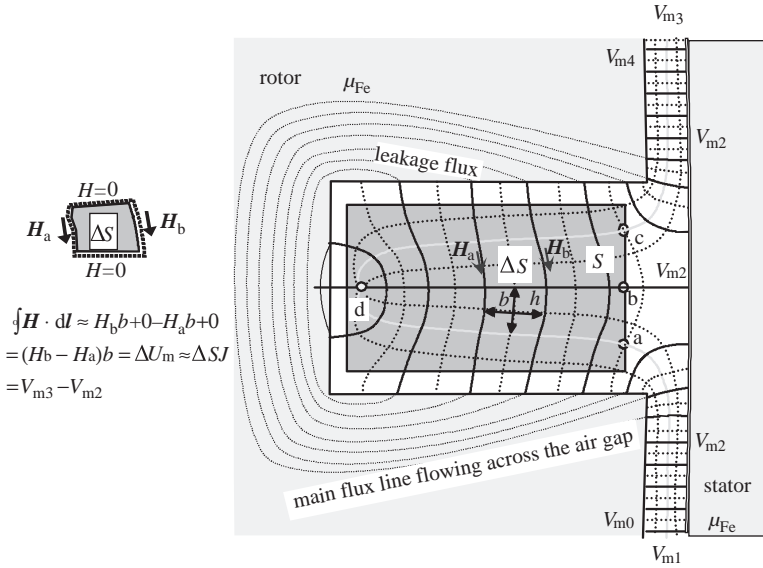 V_m3
V_m4
rotor
μ_Fe
V_m2
leakage flux
H=0
H_a
ΔS
H_b
H=0
c
H_a
ΔS
H_b
S
V_m2
d
b
h
b
a
∮H · dl ≈ H_b b+0–H_a b+0
=(H_b – H_a)b = ΔU_m ≈ ΔSJ
=V_m3 –V_m2
V_m2
main flux line flowing across the air gap
stator
V_m0
μ_Fe
V_m1